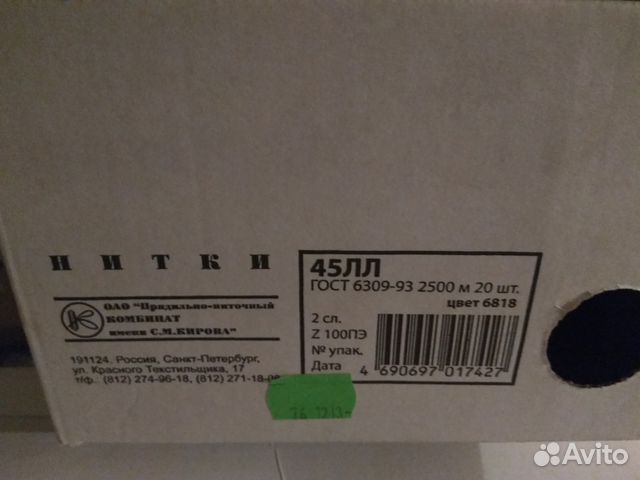 НИТКИ
ОАО "Прядильно-ниточный
КОМБИНАТ
имени С.М.КИРОВА"
191124, Россия, Санкт-Петербург,
ул. Красного Текстильщика, 17
т/ф.. (812) 274-96-18, (812) 271-18-08
45ЛЛ
ГОСТ 6309-93 2500 м 20 шт.
цвет 6818
2 сл.
Z 100ПЭ
№ упак.
Дата
4 690697 017427
Avito